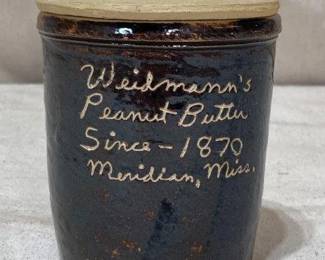 Weidmann's
Peanut Butter
Since - 1870
Meridian, Miss.